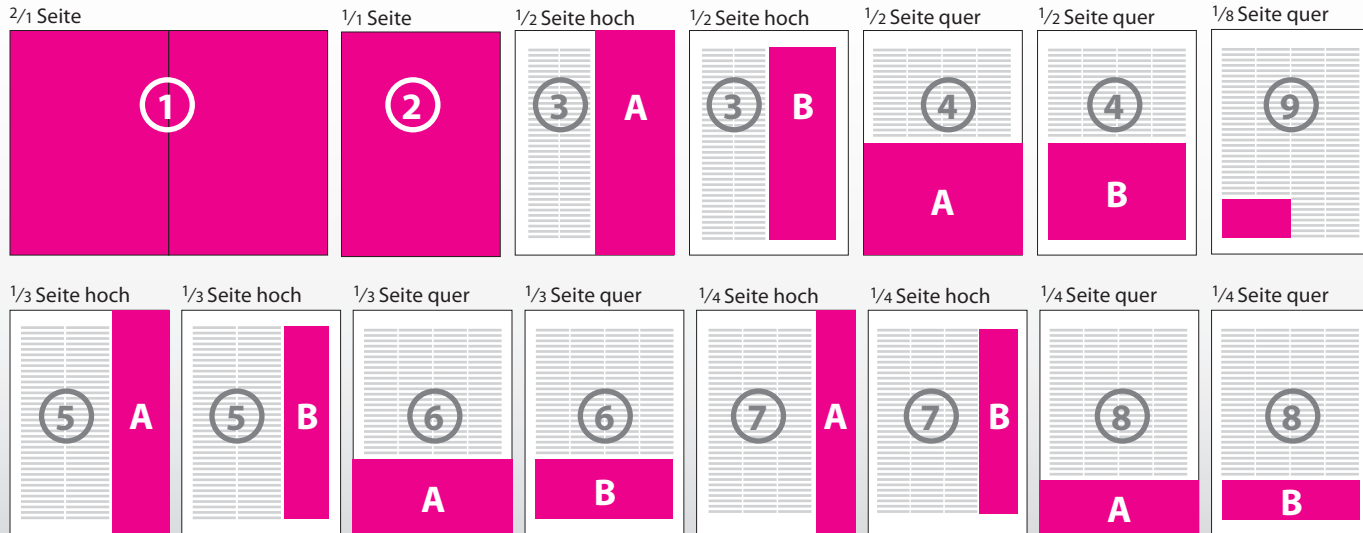 2/1 Seite
1/1 Seite
1/2 Seite hoch
1/2 Seite hoch
1/2 Seite quer
1/2 Seite quer
1/8 Seite quer
1
2
3 A
3 B
4
A
4
B
9
1/3 Seite hoch
1/3 Seite hoch
1/3 Seite quer
1/3 Seite quer
1/4 Seite hoch
1/4 Seite hoch
1/4 Seite quer
1/4 Seite quer
5 A
5 B
6
A
6
B
7 A
7 B
8
A
8
B